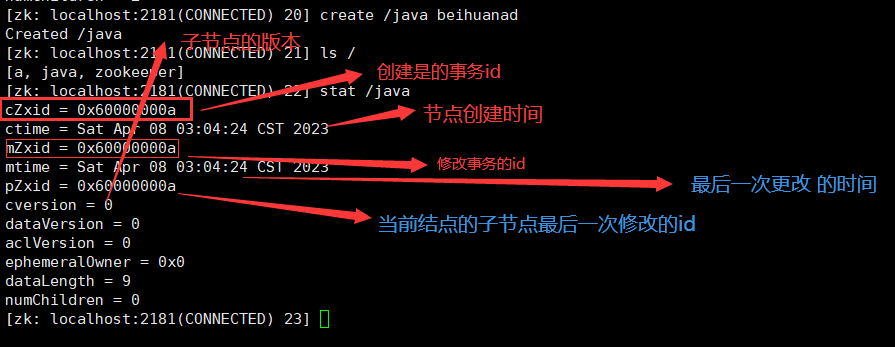 numChildren = 2
[zk: localhost:2181(CONNECTED) 20] create /java beihuanad
Created /java
子节点的版本
[zk: localhost:2181(CONNECTED) 21] ls /
[a, java, zookeeper]
创建是的事务id
[zk: localhost:2181(CONNECTED) 22] stat /java
cZxid = 0x60000000a
节点创建时间
ctime = Sat Apr 08 03:04:24 CST 2023
mZxid = 0x60000000a
修改事务的id
mtime = Sat Apr 08 03:04:24 CST 2023
最后一次更改 的时间
pZxid = 0x60000000a
cversion = 0
当前结点的子节点最后一次修改的id
dataVersion = 0
aclVersion = 0
ephemeralOwner = 0x0
dataLength = 9
numChildren = 0
[zk: localhost:2181(CONNECTED) 23]